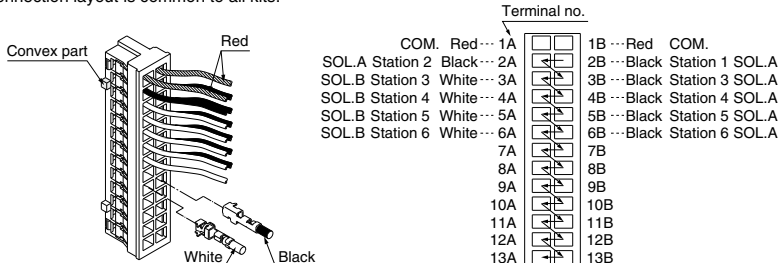 onnection layout is common to all kits.
Terminal no.
Convex part
Red
White
Black
COM. Red 1A 1B Red COM.
SOL.A Station 2 Black 2A 2B Black Station 1 SOL.A
SOL.B Station 3 White 3A 3B Black Station 3 SOL.A
SOL.B Station 4 White 4A 4B Black Station 4 SOL.A
SOL.B Station 5 White 5A 5B Black Station 5 SOL.A
SOL.B Station 6 White 6A 6B Black Station 6 SOL.A
7A 7B
8A 8B
9A 9B
10A 10B
11A 11B
12A 12B
13A 13B